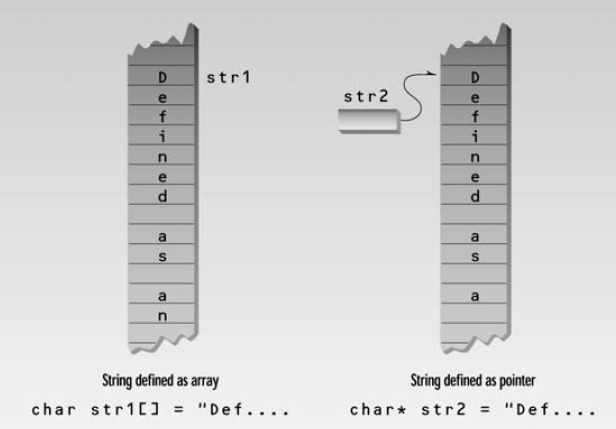 D str1
e
f
i
n
e
d
a
s
a
n
str2
D
e
f
i
n
e
d
a
s
a
String defined as array
char str1[] = "Def....
String defined as pointer
char* str2 = "Def....